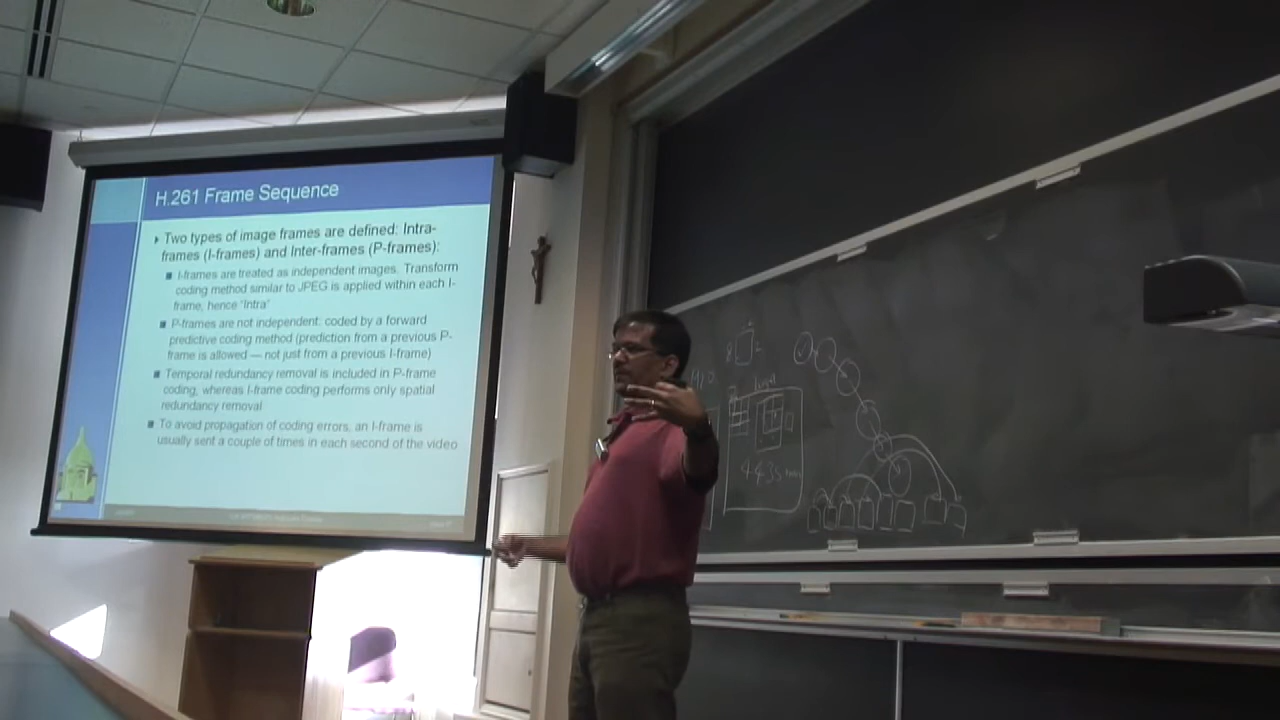 H.261 Frame Sequence
Two types of image frames are defined: Intra-
frames (I-frames) and Inter-frames (P-frames):
I-frames are treated as independent images. Transform
coding method similar to JPEG is applied within each I-
frame, hence "Intra"
P-frames are not independent: coded by a forward
predictive coding method (prediction from a previous P-
frame is allowed — not just from a previous I-frame)
Temporal redundancy removal is included in P-frame
coding, whereas I-frame coding performs only spatial
redundancy removal
To avoid propagation of coding errors, an I-frame is
usually sent a couple of times in each second of the video